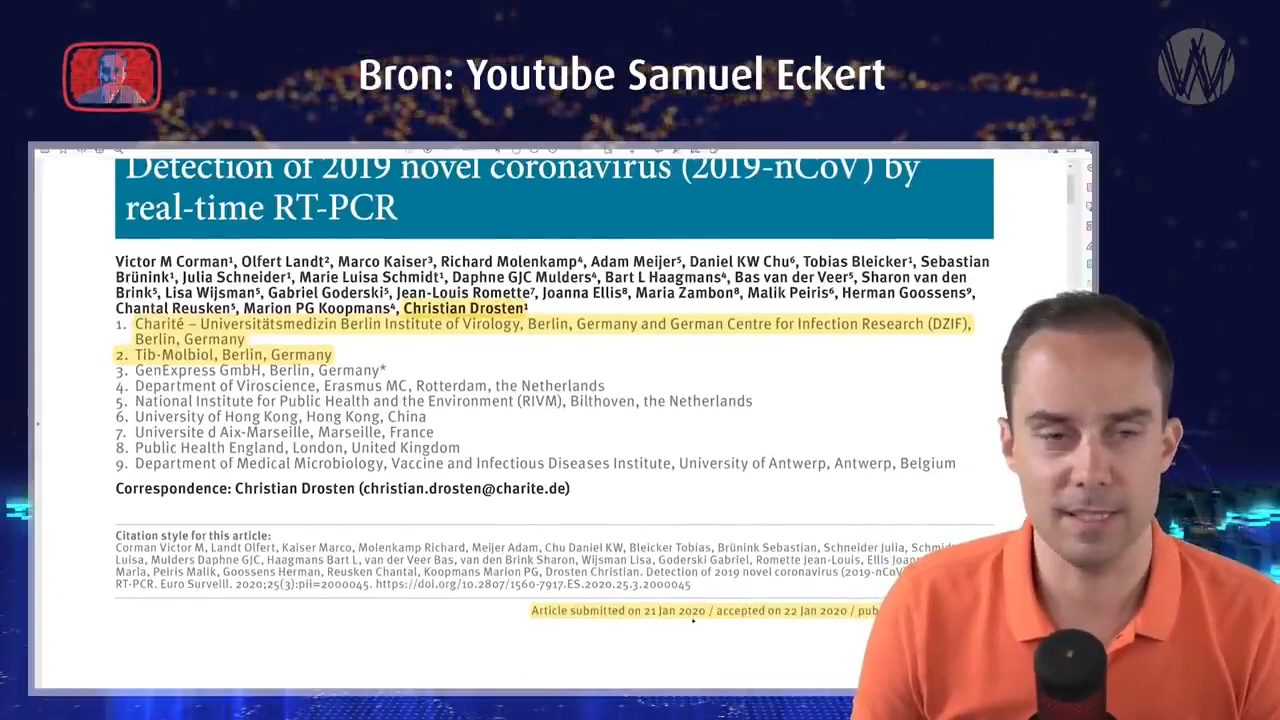 Bron: Youtube Samuel Eckert
Detection of 2019 novel coronavirus (2019-nCoV) by
real-time RT-PCR
Victor M Corman¹, Olfert Landt², Marco Kaiser³, Richard Molenkamp⁴, Adam Meijer⁵, Daniel KW Chu⁶, Tobias Bleicker¹, Sebastian
Brünink¹, Julia Schneider¹, Marie Luisa Schmidt¹, Daphne GJC Mulders⁴, Bart L Haagmans⁴, Bas van der Veer⁵, Sharon van den
Brink⁵, Lisa Wijsman⁵, Gabriel Goderski⁵, Jean-Louis Romette⁷, Joanna Ellis⁸, Maria Zambon⁸, Malik Peiris⁶, Herman Goossens⁹,
Chantal Reusken⁵, Marion PG Koopmans⁴, Christian Drosten¹
1. Charité – Universitätsmedizin Berlin Institute of Virology, Berlin, Germany and German Centre for Infection Research (DZIF),
Berlin, Germany
2. Tib-Molbiol, Berlin, Germany
3. GenExpress GmbH, Berlin, Germany*
4. Department of Viroscience, Erasmus MC, Rotterdam, the Netherlands
5. National Institute for Public Health and the Environment (RIVM), Bilthoven, the Netherlands
6. University of Hong Kong, Hong Kong, China
7. Universite d Aix-Marseille, Marseille, France
8. Public Health England, London, United Kingdom
9. Department of Medical Microbiology, Vaccine and Infectious Diseases Institute, University of Antwerp, Antwerp, Belgium
Correspondence: Christian Drosten (christian.drosten@charite.de)
Citation style for this article:
Corman Victor M, Landt Olfert, Kaiser Marco, Molenkamp Richard, Meijer Adam, Chu Daniel KW, Bleicker Tobias, Brünink Sebastian, Schneider Julia, Schmi
Luisa, Mulders Daphne GJC, Haagmans Bart L, van der Veer Bas, van den Brink Sharon, Wijsman Lisa, Goderski Gabriel, Romette Jean-Louis, Ellis Joan
Maria, Peiris Malik, Goossens Herman, Reusken Chantal, Koopmans Marion PG, Drosten Christian. Detection of 2019 novel coronavirus (2019-nCoV
RT-PCR. Euro Surveill. 2020;25(3):pii=2000045. https://doi.org/10.2807/1560-7917.ES.2020.25.3.2000045
Article submitted on 21 Jan 2020 / accepted on 22 Jan 2020 / pub